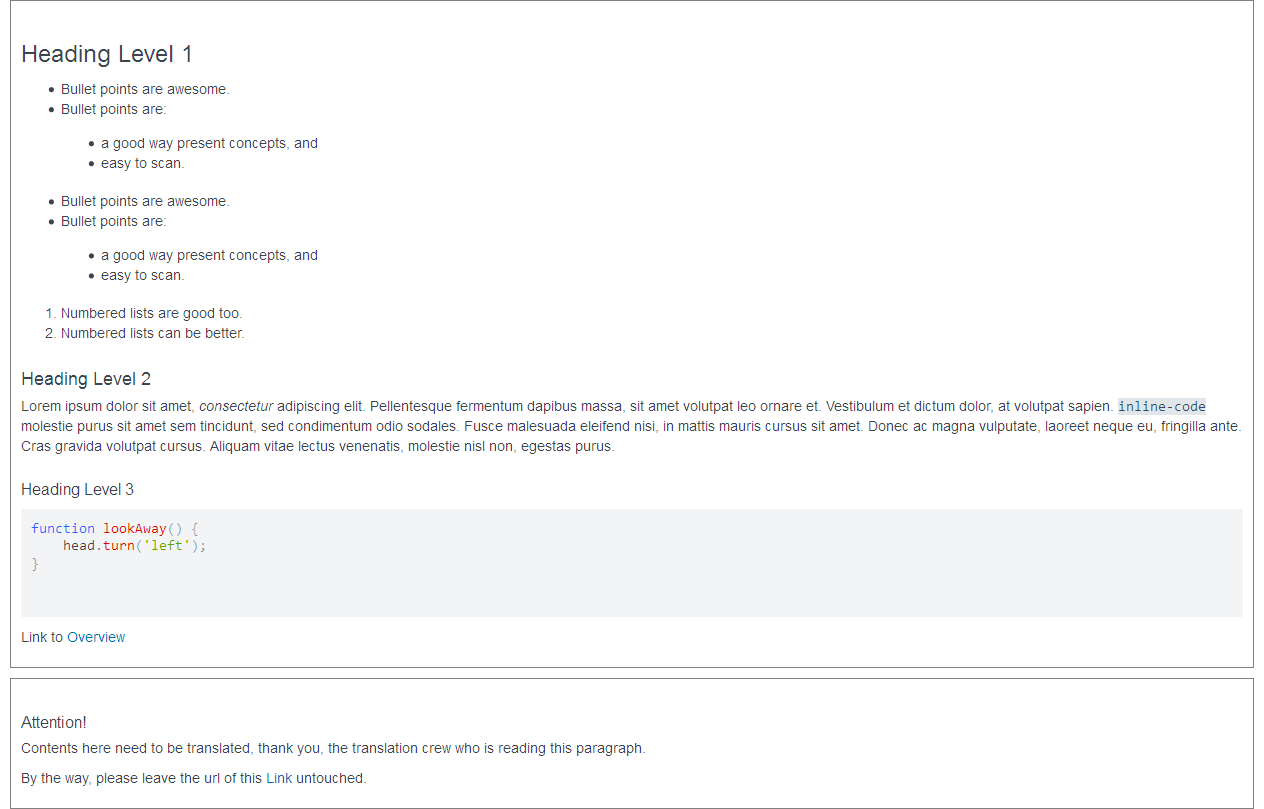 Heading Level 1
• Bullet points are awesome.
• Bullet points are:
• a good way present concepts, and
• easy to scan.
• Bullet points are awesome.
• Bullet points are:
• a good way present concepts, and
• easy to scan.
1. Numbered lists are good too.
2. Numbered lists can be better.
Heading Level 2
Lorem ipsum dolor sit amet, consectetur adipiscing elit. Pellentesque fermentum dapibus massa, sit amet volutpat leo ornare et. Vestibulum et dictum dolor, at volutpat sapien. inline-code
molestie purus sit amet sem tincidunt, sed condimentum odio sodales. Fusce malesuada eleifend nisi, in mattis mauris cursus sit amet. Donec ac magna vulputate, laoreet neque eu, fringilla ante.
Cras gravida volutpat cursus. Aliquam vitae lectus venenatis, molestie nisl non, egestas purus.
Heading Level 3
function lookAway() {
    head.turn('left');
}
Link to Overview
Attention!
Contents here need to be translated, thank you, the translation crew who is reading this paragraph.
By the way, please leave the url of this Link untouched.